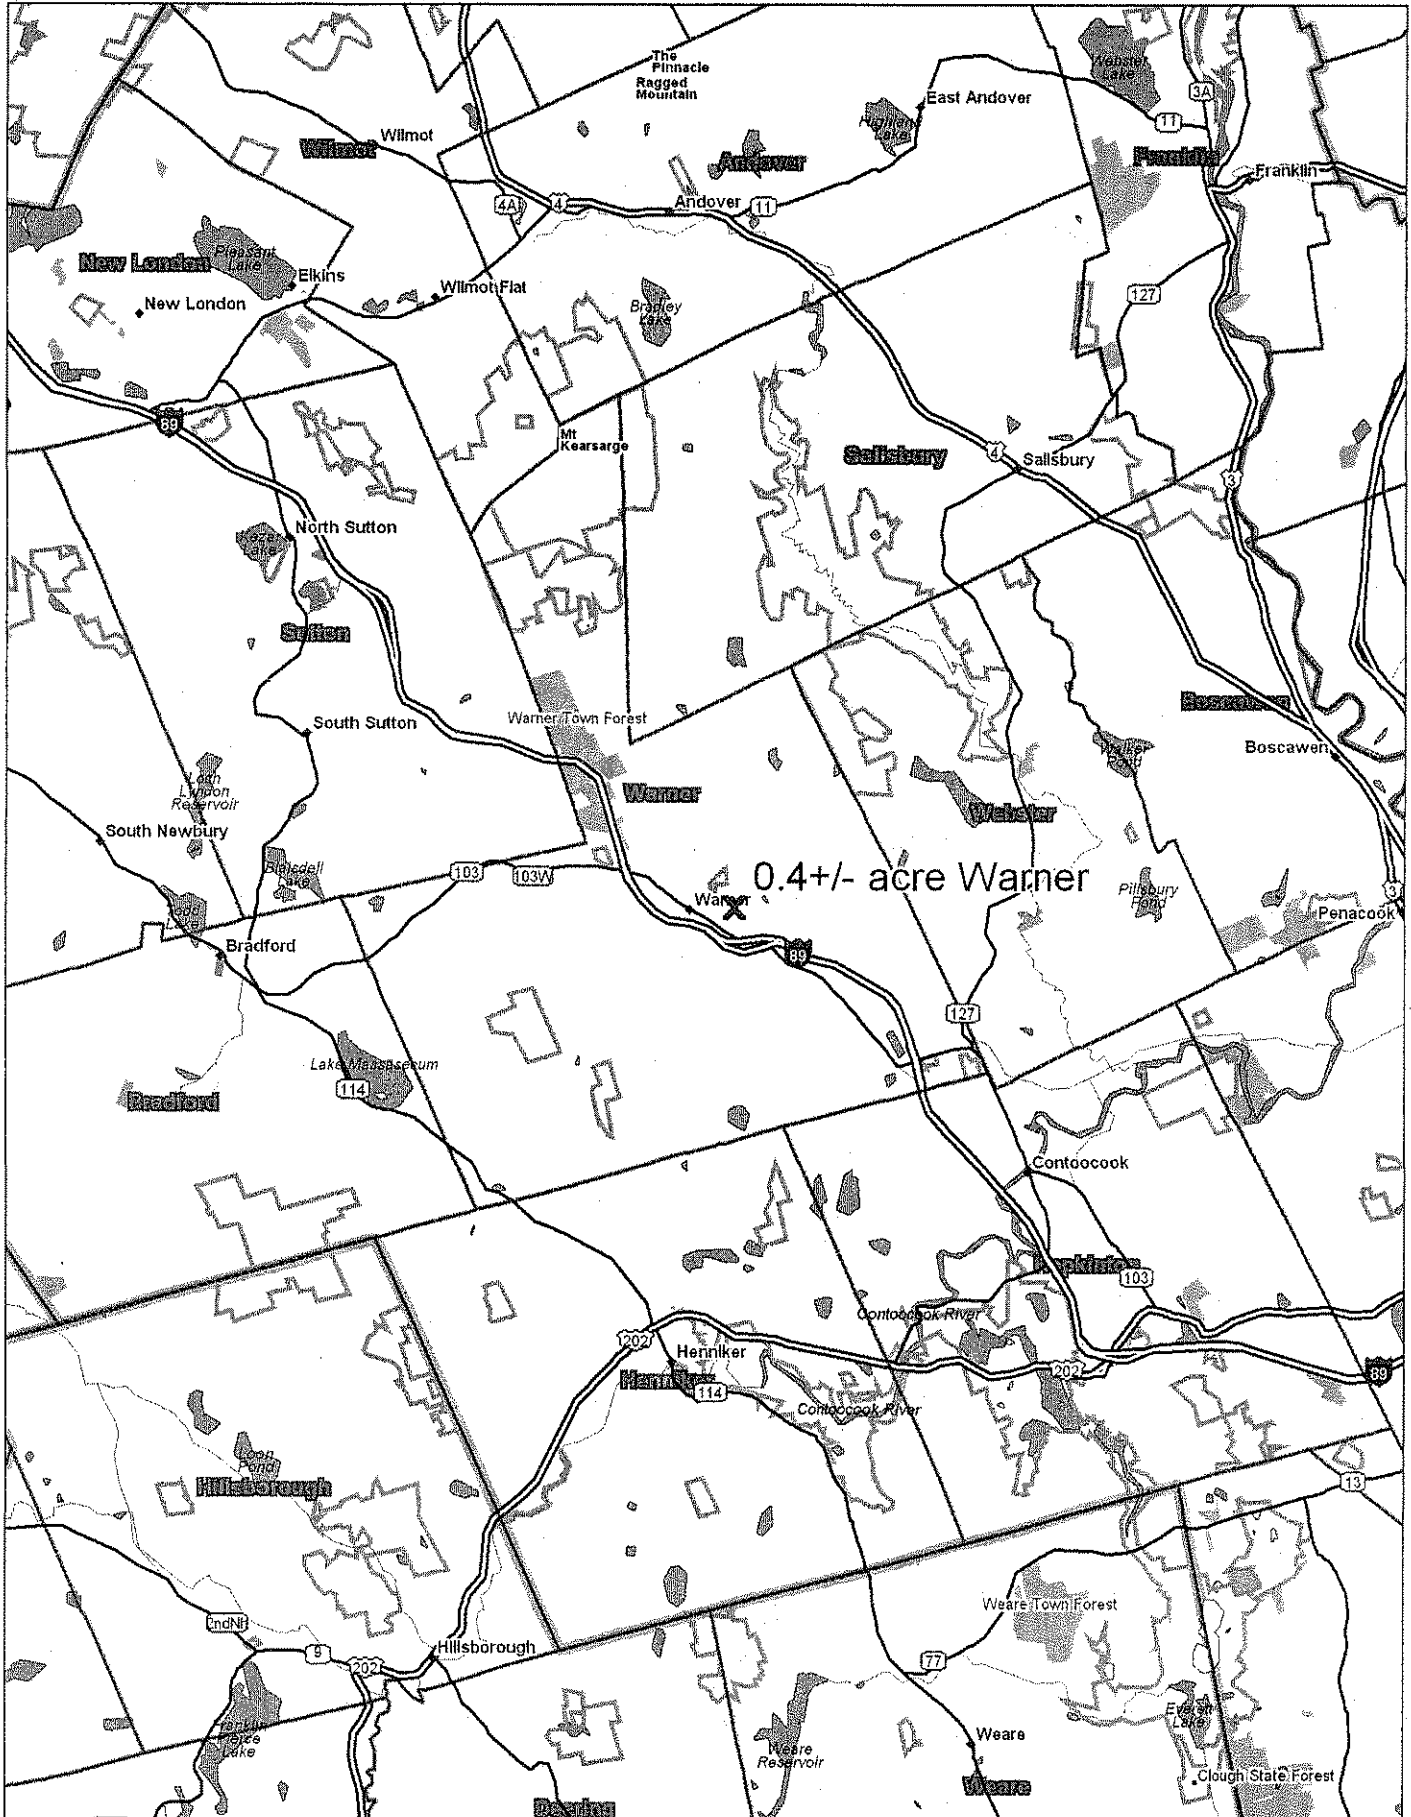 The
Pinnacle
Ragged
Mountain
Webster
Lake
3A
East Andover
Highland
Lake
11
Wilmot
Wilmot
Andover
Franklin
Franklin
4A
4
Andover
11
New London
Pleasant
Lake
Elkins
Wilmot Flat
New London
Bradley
Lake
127
89
Mt
Kearsarge
Salisbury
4
Salisbury
3
North Sutton
Kezar
Lake
Sutton
South Sutton
Warner Town Forest
Boscawen
Boscawen
Walker
Pond
Lyndon
Reservoir
Warner
Webster
South Newbury
Blaisdell
Lake
103
103W
0.4+/- acre Warner
Pillsbury
Pond
3
Todd
Lake
Warner
X
Penacook
Bradford
89
127
Lake Massasecum
114
Bradford
Contoocook
Hopkinton
103
Contoocook River
202
Henniker
Henniker
114
202
89
Contoocook River
Loon
Pond
Hillsborough
13
Weare Town Forest
2ndNH
9
202
Hillsborough
77
Franklin
Pierce
Lake
Everett
Lake
Weare
Weare
Reservoir
Clough State Forest
Weare
Deering